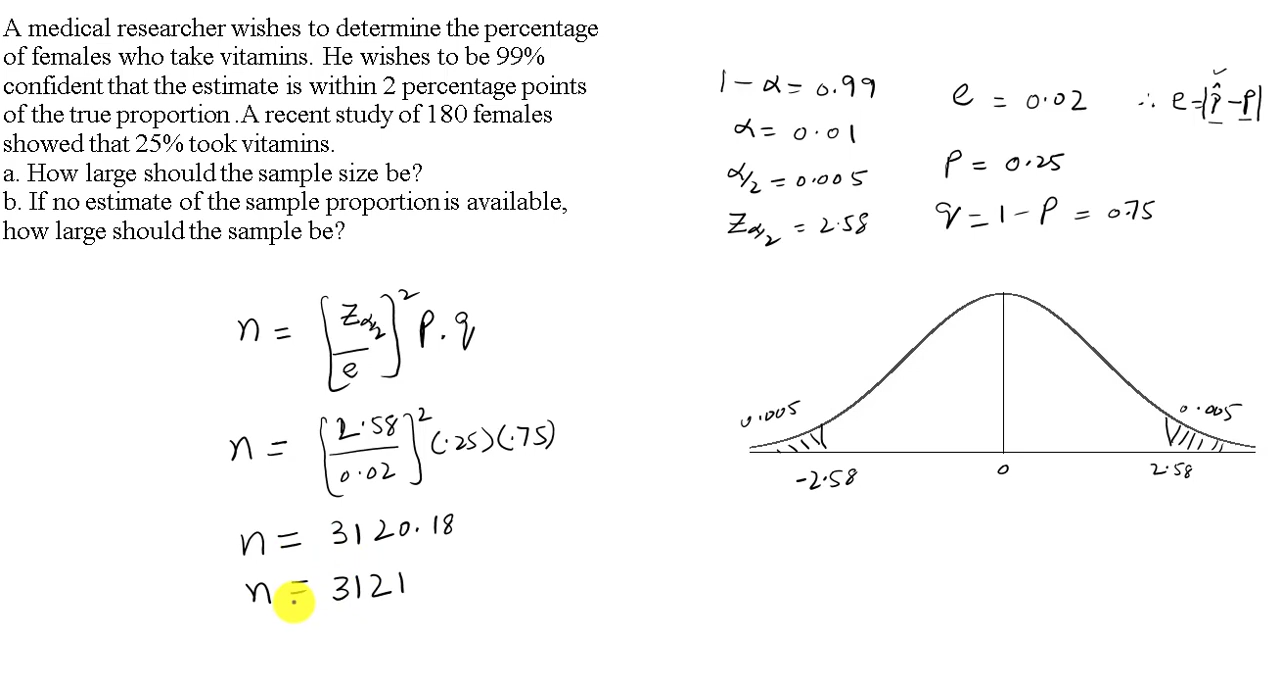 A medical researcher wishes to determine the percentage
of females who take vitamins. He wishes to be 99%
confident that the estimate is within 2 percentage points
of the true proportion .A recent study of 180 females
showed that 25% took vitamins.
a. How large should the sample size be?
b. If no estimate of the sample proportion is available,
how large should the sample be?
1 - α = 0.99
α = 0.01
α/2 = 0.005
Zα/2 = 2.58
e = 0.02 ∴ e = |p̂ - p|
P = 0.25
q = 1 - P = 0.75
n = [Zα/2 / e]² P . q
n = [2.58 / 0.02]² (.25)(.75)
n = 3120.18
n = 3121
0.005 0.005
-2.58 0 2.58